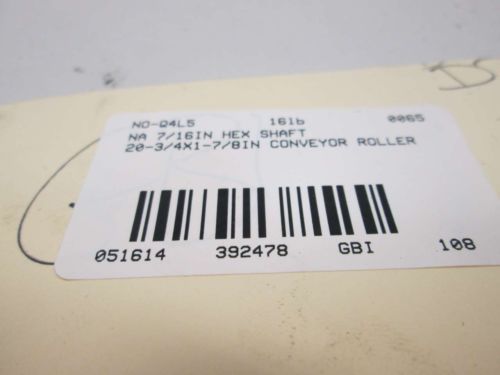 DS
NO-Q4L5 16lb 0065
NA 7/16IN HEX SHAFT
20-3/4X1-7/8IN CONVEYOR ROLLER
051614 392478 GBI 108